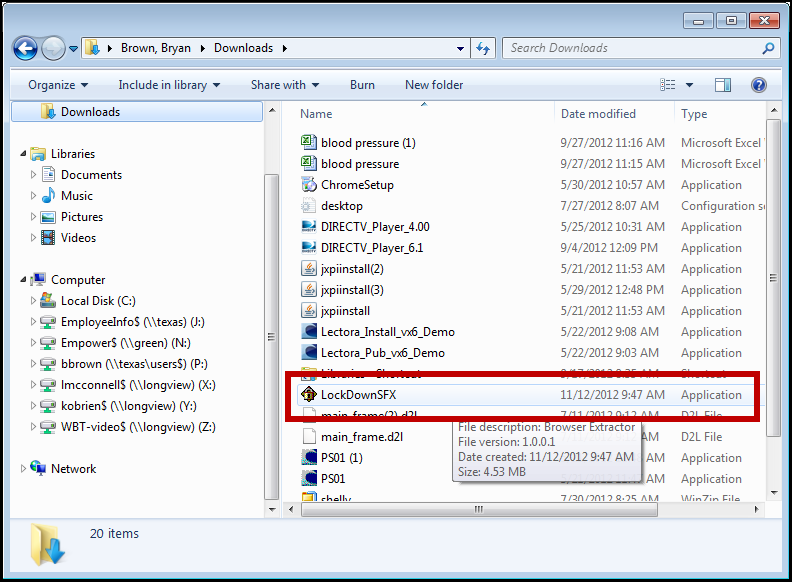 Brown, Bryan Downloads
Search Downloads
Organize Include in library Share with Burn New folder
Downloads
Libraries
Documents
Music
Pictures
Videos
Computer
Local Disk (C:)
EmployeeInfo$ (\\texas) (J:)
Empower$ (\\green) (N:)
bbrown (\\texas\users$) (P:)
lmcconnell$ (\\longview) (X:)
kobrien$ (\\longview) (Y:)
WBT-video$ (\\longview) (Z:)
Network
Name Date modified Type
blood pressure (1) 9/27/2012 11:16 AM Microsoft Excel
blood pressure 9/27/2012 11:15 AM Microsoft Excel
ChromeSetup 5/30/2012 10:57 AM Application
desktop 7/27/2012 8:07 AM Configuration se
DIRECTV_Player_4.00 5/25/2012 10:31 AM Application
DIRECTV_Player_6.1 9/4/2012 12:09 PM Application
jxpiinstall(2) 5/21/2012 11:53 AM Application
jxpiinstall(3) 5/29/2012 12:48 PM Application
jxpiinstall 5/21/2012 11:53 AM Application
Lectora_Install_vx6_Demo 5/22/2012 9:08 AM Application
Lectora_Pub_vx6_Demo 5/22/2012 9:03 AM Application
Libraries - Shortcut 9/17/2012 8:35 AM Shortcut
LockDownSFX 11/12/2012 9:47 AM Application
main_frame(2).d2l 7/11/2012 9:12 AM D2L File
main_frame.d2l D2L File
PS01 (1) Application
PS01 Application
shelly 7/30/2012 8:25 AM WinZip File
File description: Browser Extractor
File version: 1.0.0.1
Date created: 11/12/2012 9:47 AM
Size: 4.53 MB
20 items